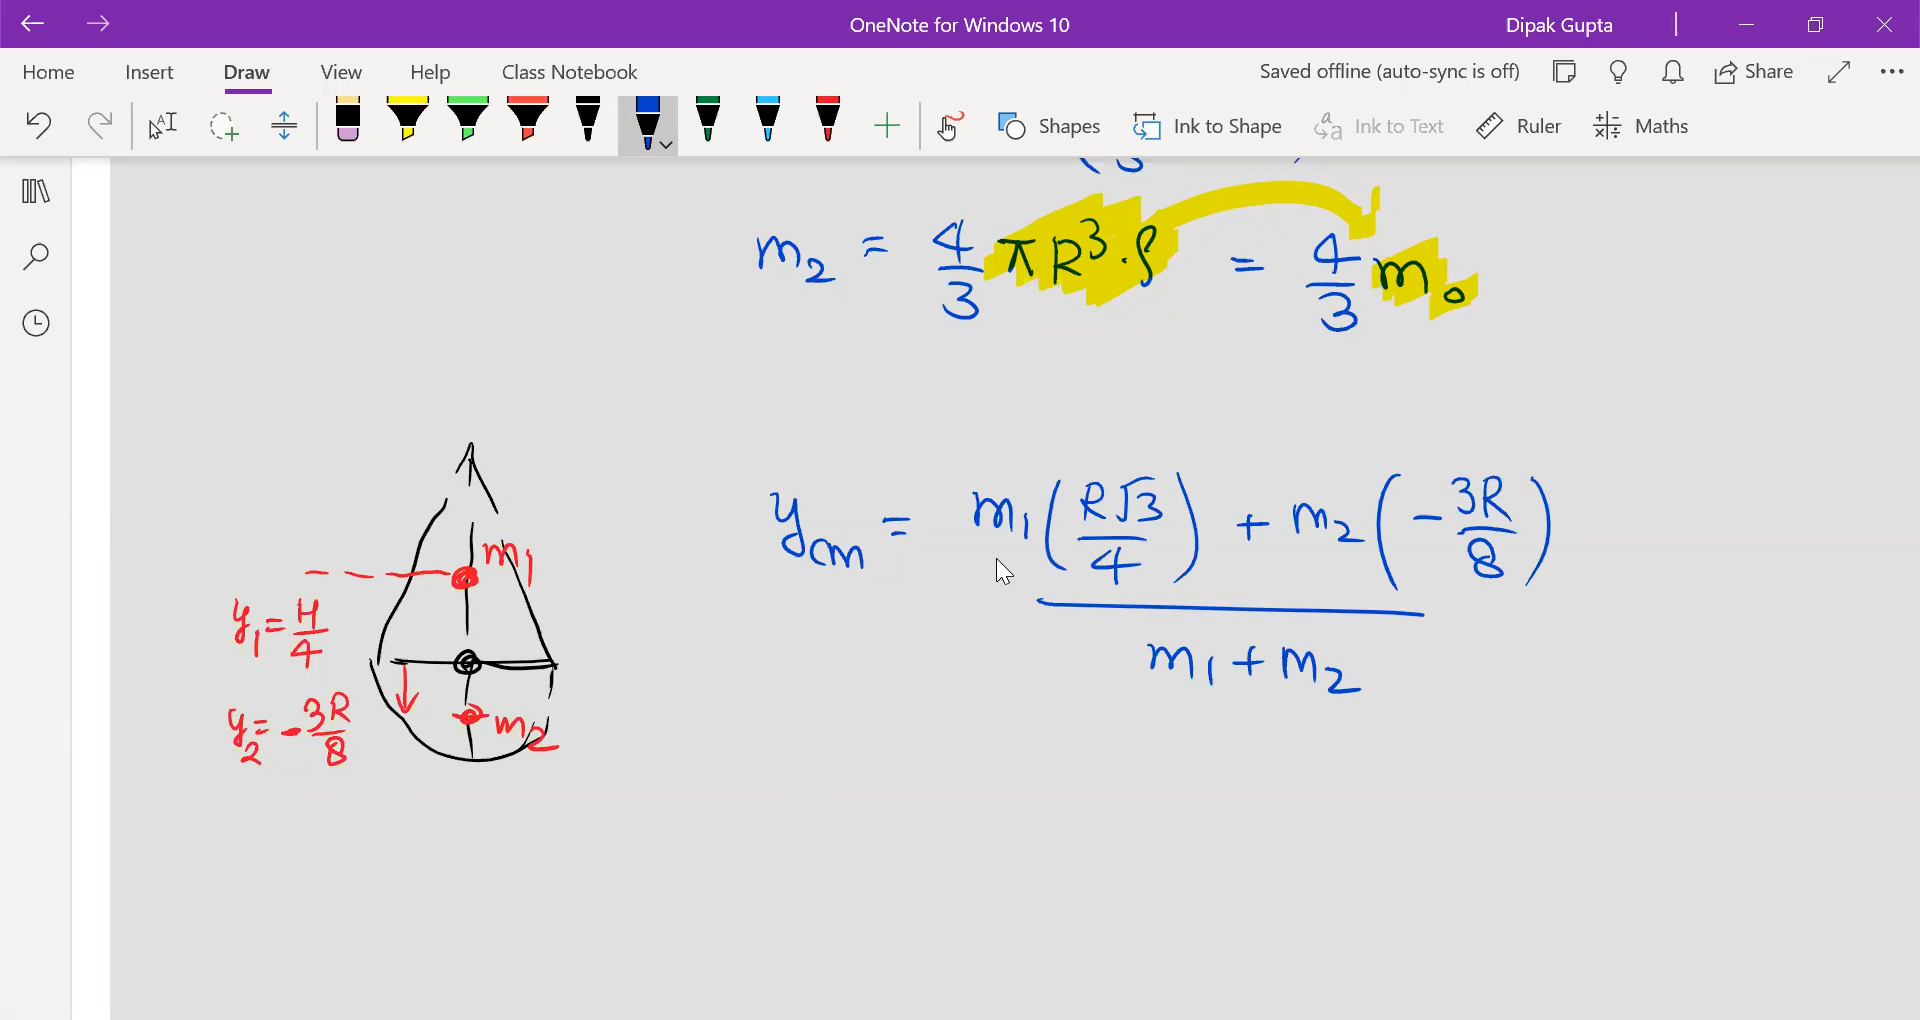 OneNote for Windows 10
Dipak Gupta
Home Insert Draw View Help Class Notebook
Saved offline (auto-sync is off) Share
Shapes Ink to Shape Ink to Text Ruler Maths
m₂ = 4/3 πR³·ρ = 4/3 m₀
y_cm = (m₁(R√3/4) + m₂(-3R/8)) / (m₁ + m₂)
m₁
y₁ = H/4
y₂ = -3R/8
m₂